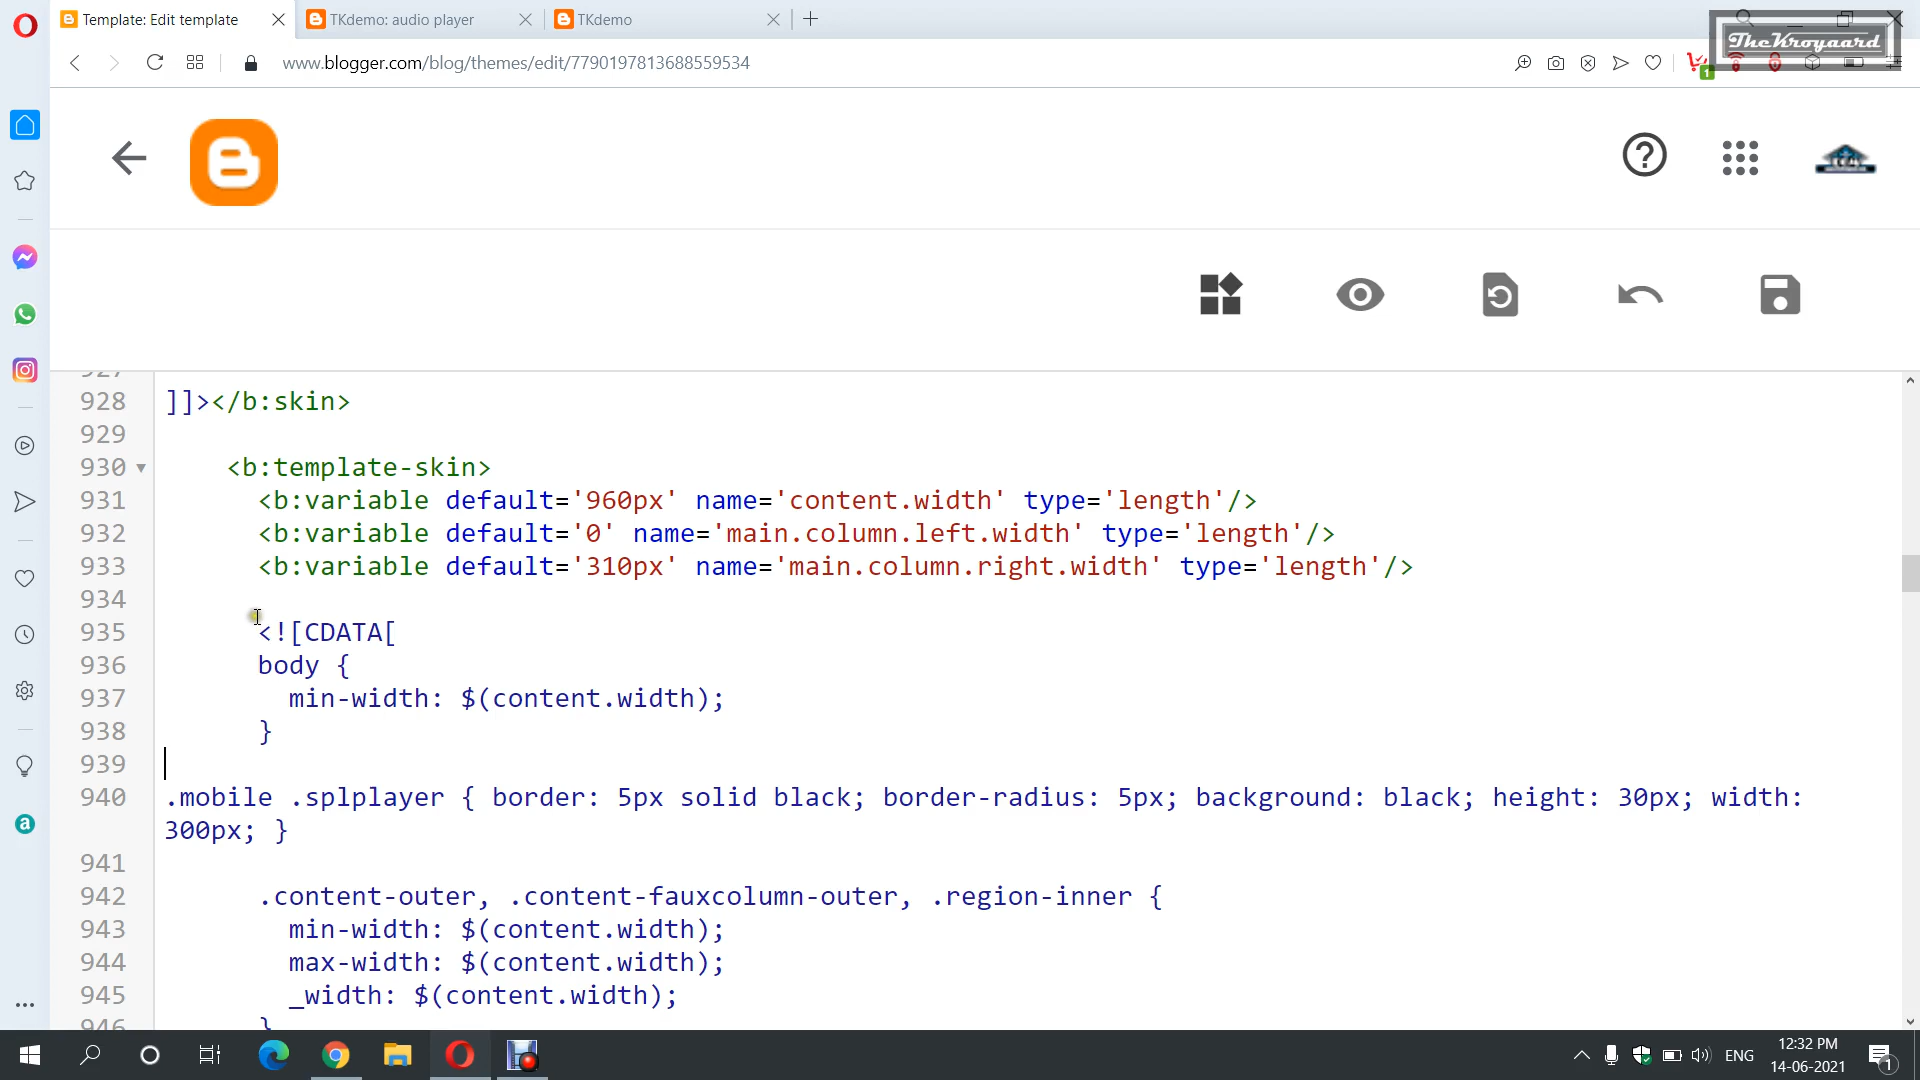 Template: Edit template
TKdemo: audio player
TKdemo
TheKroyaard
www.blogger.com/blog/themes/edit/7790197813688559534
1
928 ]]></b:skin>
929
930 <b:template-skin>
931 <b:variable default='960px' name='content.width' type='length'/>
932 <b:variable default='0' name='main.column.left.width' type='length'/>
933 <b:variable default='310px' name='main.column.right.width' type='length'/>
934
935 <![CDATA[
936 body {
937 min-width: $(content.width);
938 }
939
940 .mobile .splplayer { border: 5px solid black; border-radius: 5px; background: black; height: 30px; width:
300px; }
941
942 .content-outer, .content-fauxcolumn-outer, .region-inner {
943 min-width: $(content.width);
944 max-width: $(content.width);
945 _width: $(content.width);
946 }
a
ENG
12:32 PM
14-06-2021
1